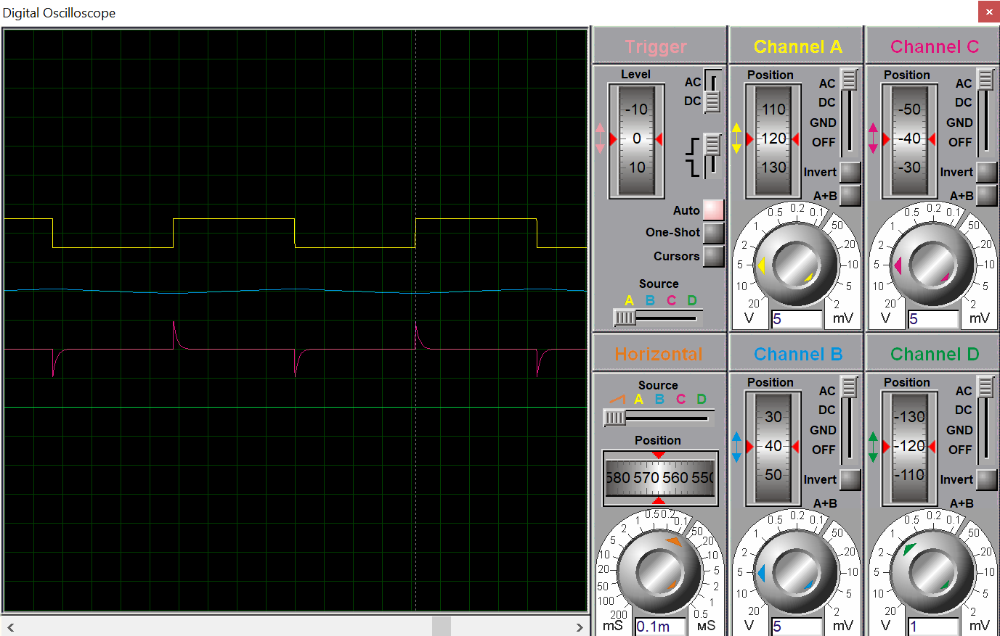 Digital Oscilloscope
×
Trigger
Level
-10
0
10
AC
DC
Auto
One-Shot
Cursors
Source
A B C D
Channel A
Position
110
120
130
AC
DC
GND
OFF
Invert
A+B
20 10 5 2 1 0.5 0.2 0.1 50 20 10 5 2
V
5
mV
Channel C
Position
-50
-40
-30
AC
DC
GND
OFF
Invert
A+B
20 10 5 2 1 0.5 0.2 0.1 50 20 10 5 2
V
5
mV
Horizontal
Source
A B C D
Position
580 570 560 550
200 100 50 20 10 5 2 1 0.5 0.2 0.1 50 20 10 5 2 1 0.5
mS
0.1m
мS
Channel B
Position
30
40
50
AC
DC
GND
OFF
Invert
A+B
20 10 5 2 1 0.5 0.2 0.1 50 20 10 5 2
V
5
mV
Channel D
Position
-130
-120
-110
AC
DC
GND
OFF
Invert
A+B
20 10 5 2 1 0.5 0.2 0.1 50 20 10 5 2
V
1
mV